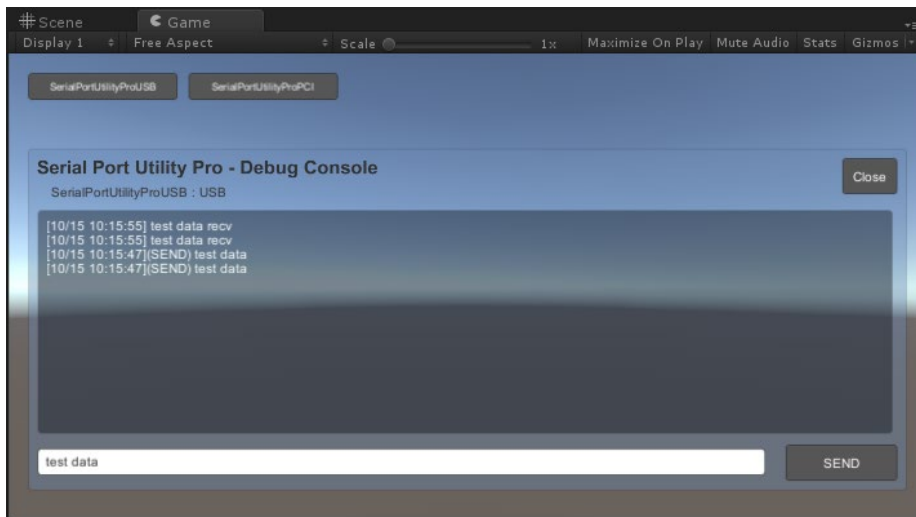 Scene Game
Display 1 Free Aspect Scale 1x Maximize On Play Mute Audio Stats Gizmos
SerialPortUtilityProUSB SerialPortUtilityProPCI
Serial Port Utility Pro - Debug Console
Close
SerialPortUtilityProUSB : USB
[10/15 10:15:55] test data recv
[10/15 10:15:55] test data recv
[10/15 10:15:47](SEND) test data
[10/15 10:15:47](SEND) test data
test data SEND